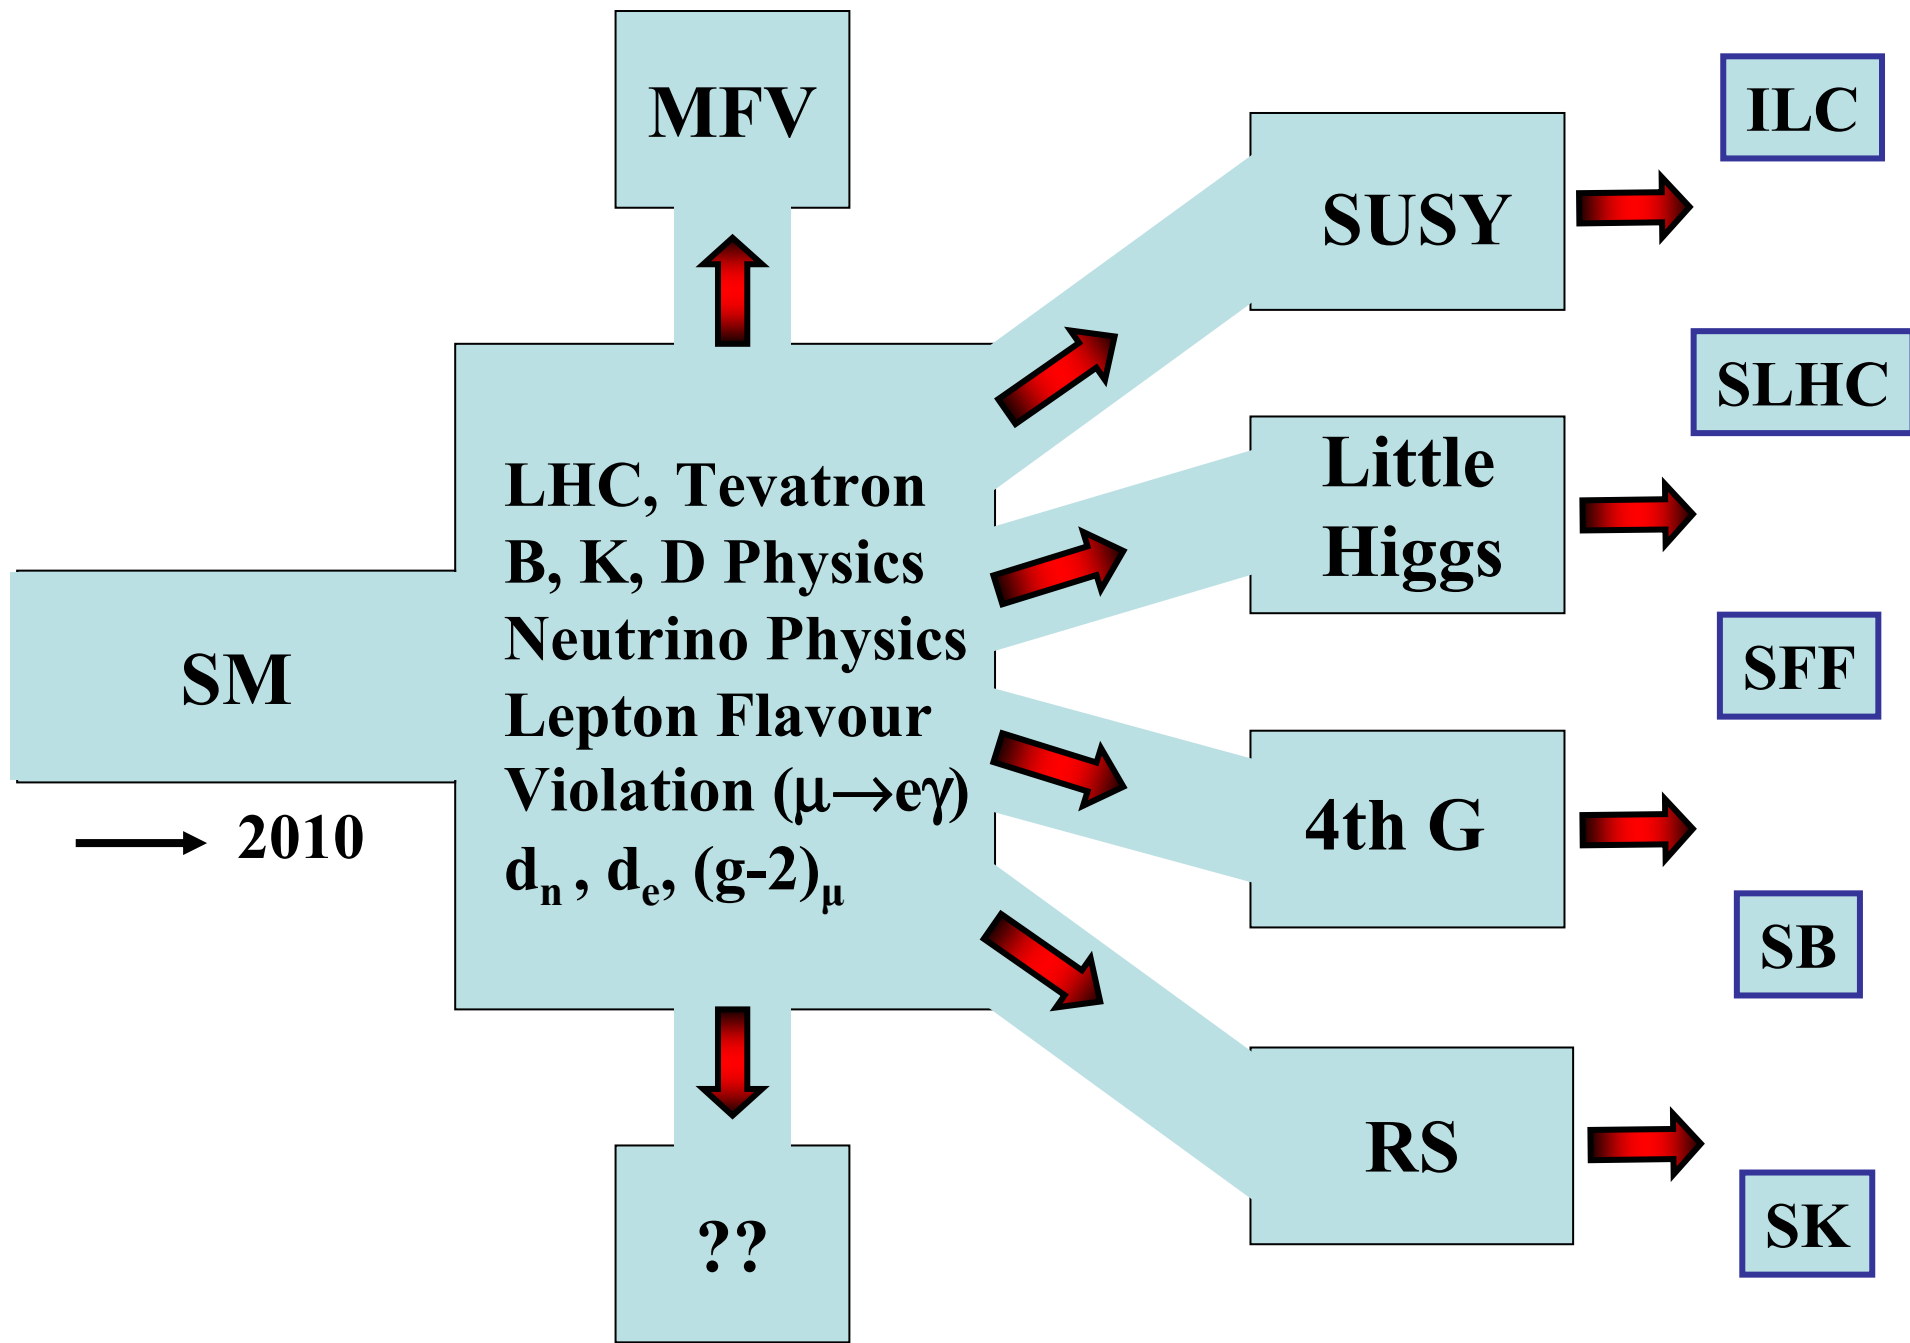 MFV
ILC
SUSY
SLHC
LHC, Tevatron
B, K, D Physics
Neutrino Physics
Lepton Flavour
Violation (μ→eγ)
dₙ , dₑ, (g-2)μ
Little
Higgs
SM
2010
SFF
4th G
SB
RS
SK
??